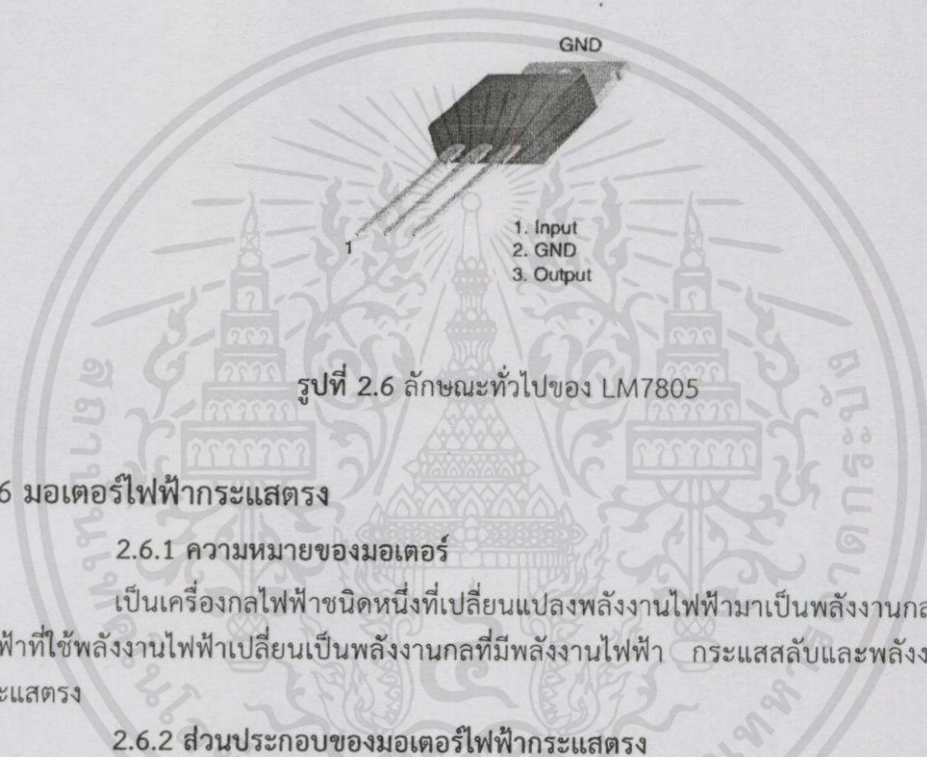 GND
1
1. Input
2. GND
3. Output
รูปที่ 2.6 ลักษณะทั่วไปของ LM7805
6 มอเตอร์ไฟฟ้ากระแสตรง
2.6.1 ความหมายของมอเตอร์
เป็นเครื่องกลไฟฟ้าชนิดหนึ่งที่เปลี่ยนแปลงพลังงานไฟฟ้ามาเป็นพลังงานกล
ฟ้าที่ใช้พลังงานไฟฟ้าเปลี่ยนเป็นพลังงานกลที่มีพลังงานไฟฟ้า กระแสสลับและพลังง
ะแสตรง
2.6.2 ส่วนประกอบของมอเตอร์ไฟฟ้ากระแสตรง